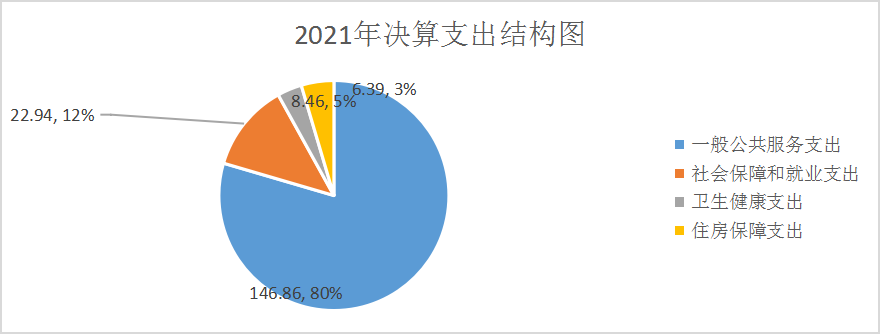 2021年决算支出结构图
6.39, 3%
8.46, 5%
22.94, 12%
146.86, 80%
一般公共服务支出
社会保障和就业支出
卫生健康支出
住房保障支出